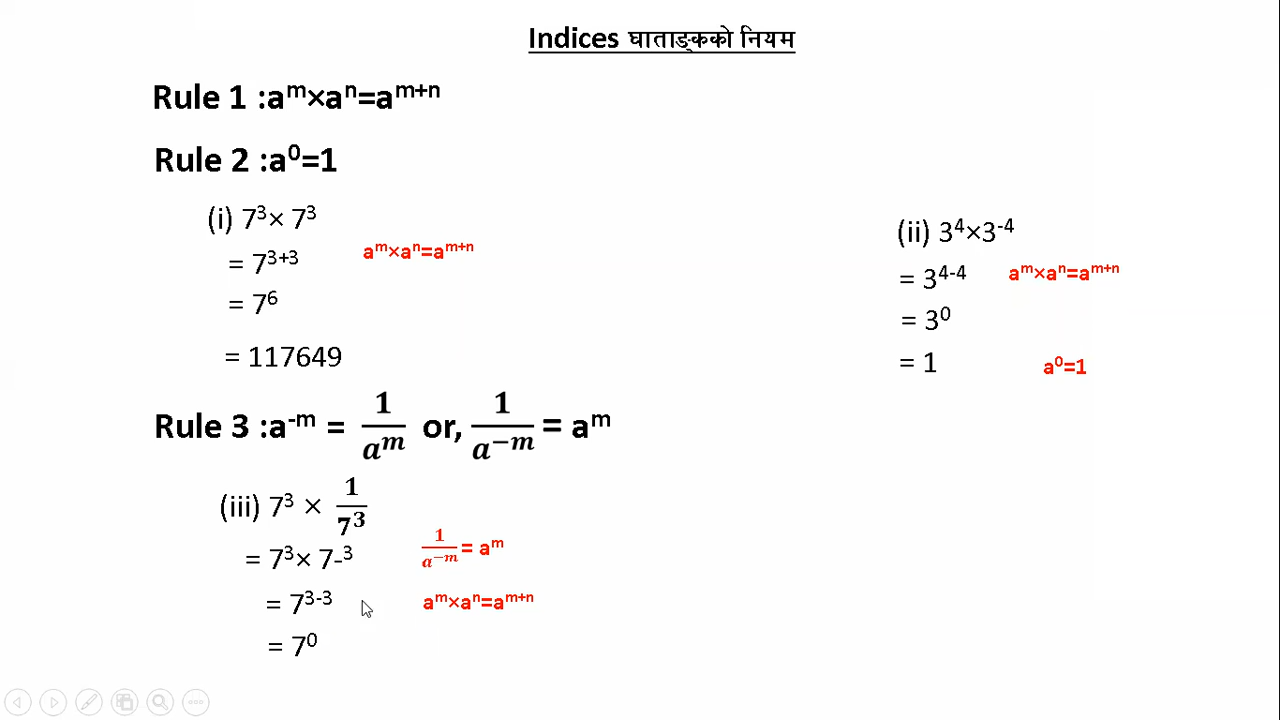 Indices घाताङ्कको नियम
Rule 1 :aᵐ×aⁿ=aᵐ⁺ⁿ
Rule 2 :a⁰=1
(i) 7³× 7³
= 7³⁺³ aᵐ×aⁿ=aᵐ⁺ⁿ
= 7⁶
= 117649
(ii) 3⁴×3⁻⁴
= 3⁴⁻⁴ aᵐ×aⁿ=aᵐ⁺ⁿ
= 3⁰
= 1 a⁰=1
Rule 3 :a⁻ᵐ = 1/aᵐ or, 1/a⁻ᵐ = aᵐ
(iii) 7³ × 1/7³
= 7³× 7-³ 1/a⁻ᵐ = aᵐ
= 7³⁻³ aᵐ×aⁿ=aᵐ⁺ⁿ
= 7⁰